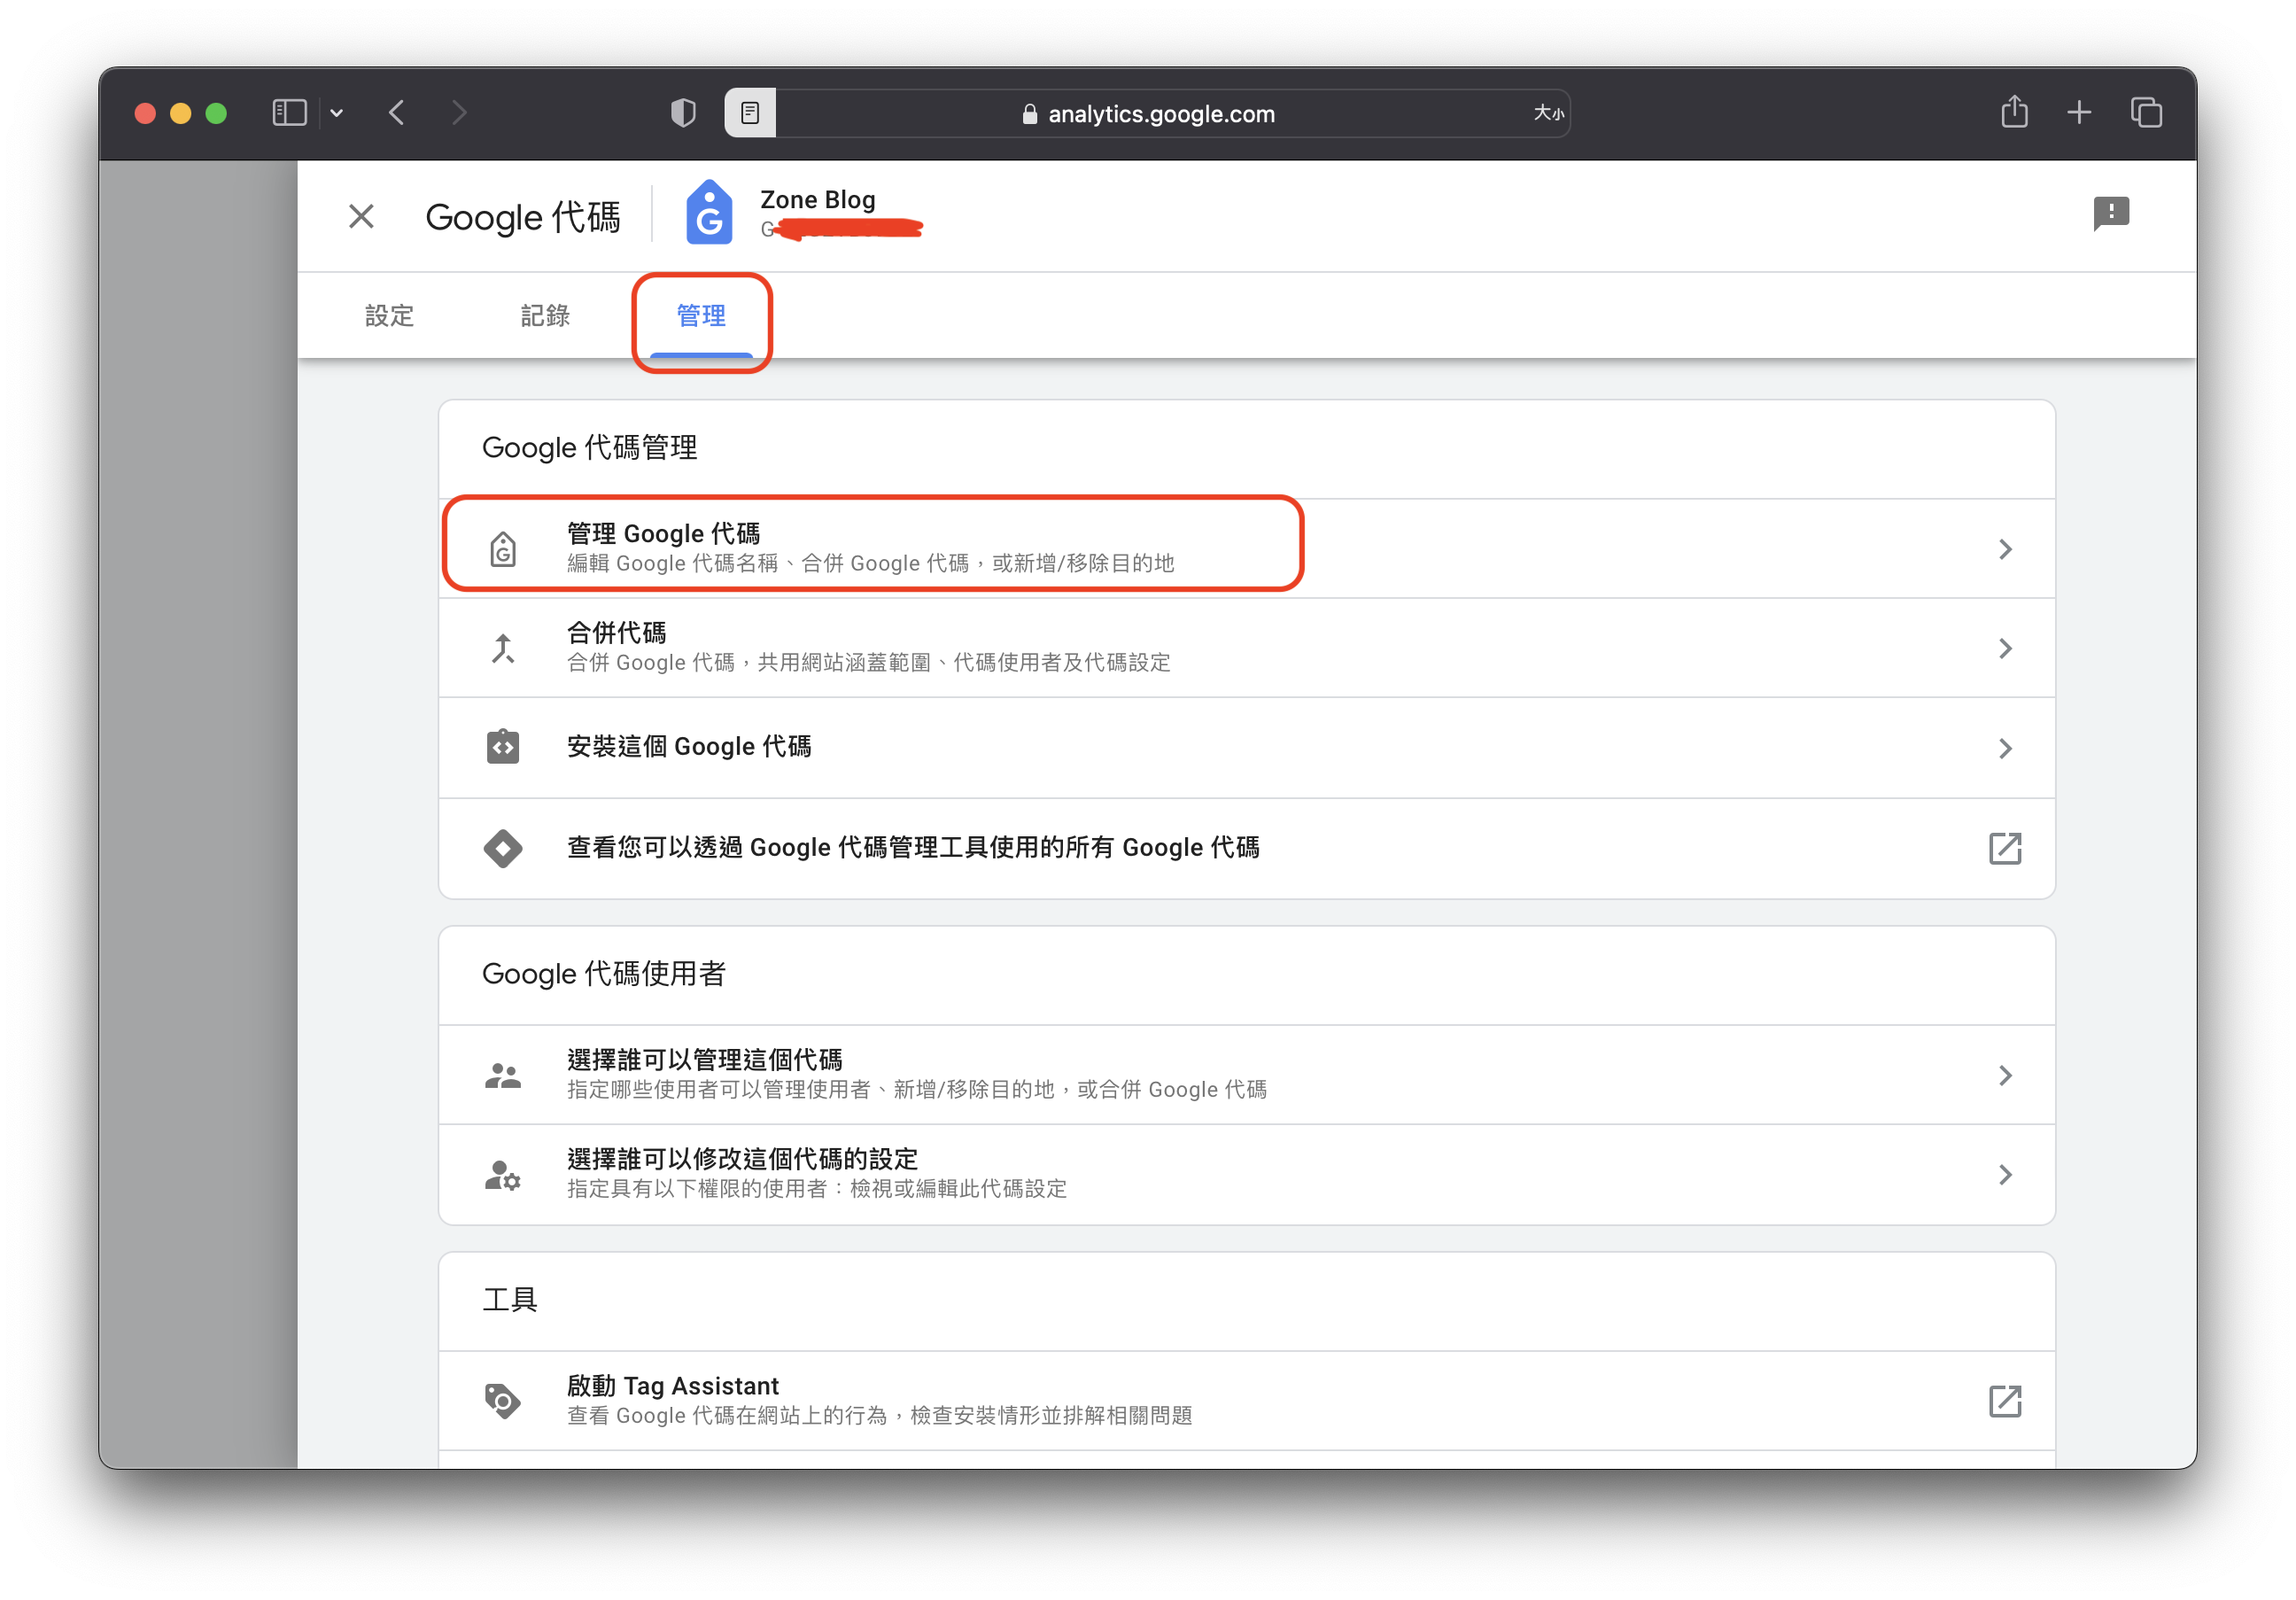 analytics.google.com
大小
Google 代碼
Zone Blog
G
設定
記錄
管理
Google 代碼管理
管理 Google 代碼
編輯 Google 代碼名稱、合併 Google 代碼，或新增/移除目的地
合併代碼
合併 Google 代碼，共用網站涵蓋範圍、代碼使用者及代碼設定
安裝這個 Google 代碼
查看您可以透過 Google 代碼管理工具使用的所有 Google 代碼
Google 代碼使用者
選擇誰可以管理這個代碼
指定哪些使用者可以管理使用者、新增/移除目的地，或合併 Google 代碼
選擇誰可以修改這個代碼的設定
指定具有以下權限的使用者：檢視或編輯此代碼設定
工具
啟動 Tag Assistant
查看 Google 代碼在網站上的行為，檢查安裝情形並排解相關問題